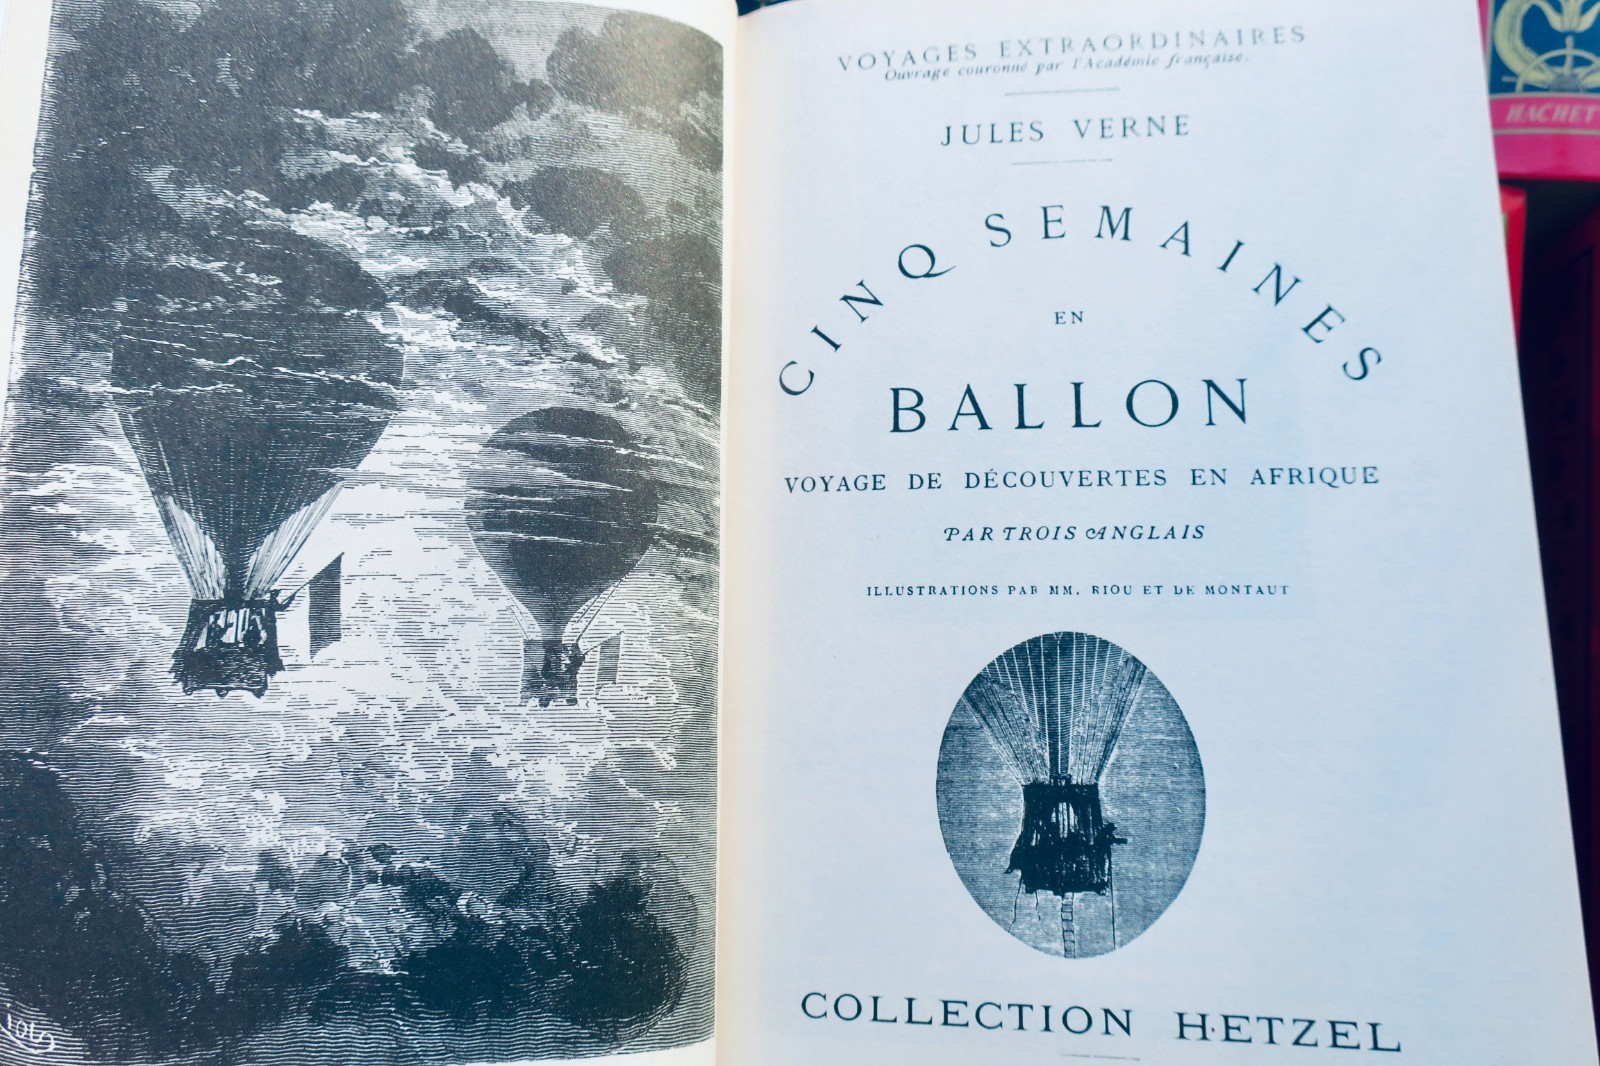 VOYAGES EXTRAORDINAIRES
Ouvrage couronné par l'Académie française.
JULES VERNE
CINQ SEMAINES
EN
BALLON
VOYAGE DE DÉCOUVERTES EN AFRIQUE
PAR TROIS ANGLAIS
ILLUSTRATIONS PAR MM. RIOU ET DE MONTAUT
COLLECTION HETZEL